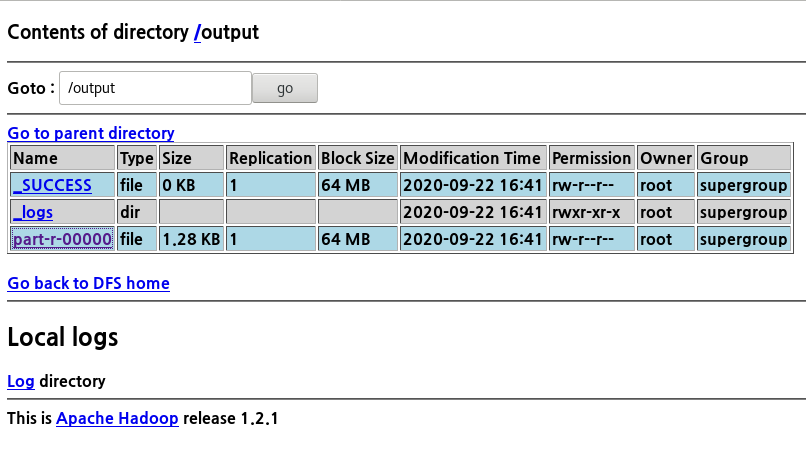 Contents of directory /output
Goto : /output go
Go to parent directory
Name Type Size Replication Block Size Modification Time Permission Owner Group
_SUCCESS file 0 KB 1 64 MB 2020-09-22 16:41 rw-r--r-- root supergroup
_logs dir 2020-09-22 16:41 rwxr-xr-x root supergroup
part-r-00000 file 1.28 KB 1 64 MB 2020-09-22 16:41 rw-r--r-- root supergroup
Go back to DFS home
Local logs
Log directory
This is Apache Hadoop release 1.2.1